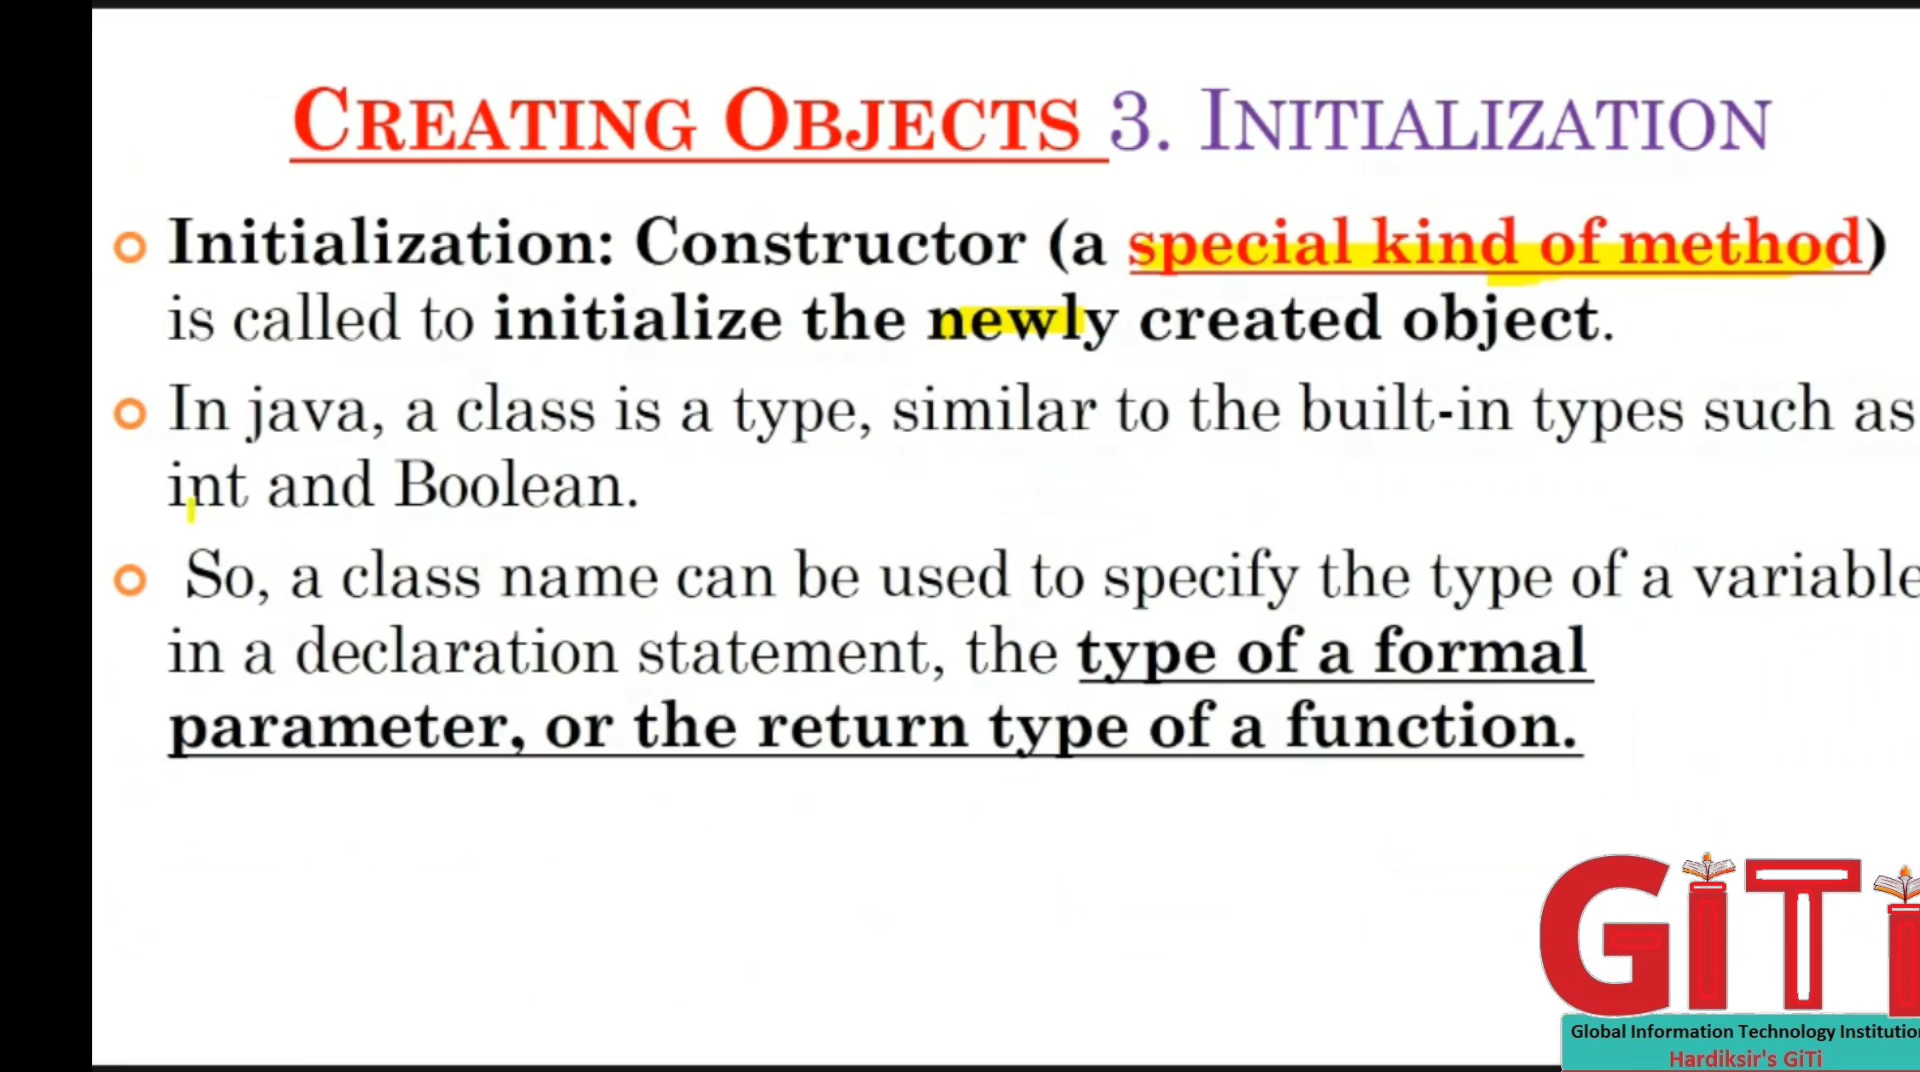 CREATING OBJECTS 3. INITIALIZATION
Initialization: Constructor (a special kind of method)
is called to initialize the newly created object.
In java, a class is a type, similar to the built-in types such as
int and Boolean.
So, a class name can be used to specify the type of a variable
in a declaration statement, the type of a formal
parameter, or the return type of a function.
GiTi
Global Information Technology Institution
Hardiksir's GiTi